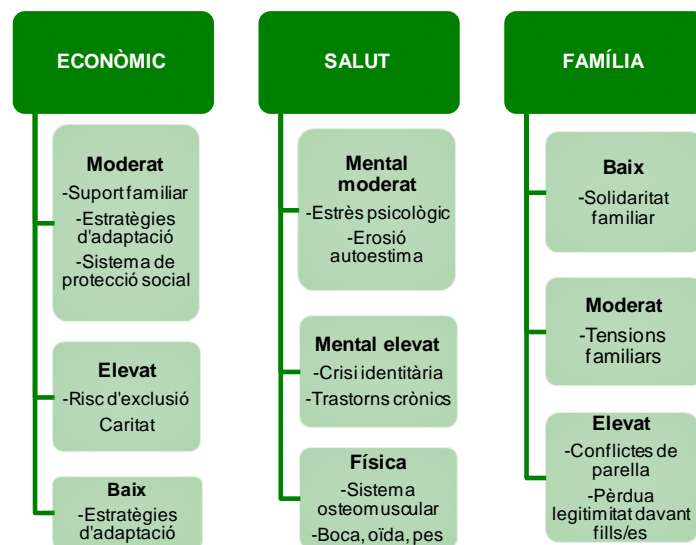 ECONÒMIC
Moderat
-Suport familiar
-Estratègies
d'adaptació
-Sistema de
protecció social
Elevat
-Risc d'exclusió
Caritat
Baix
-Estratègies
d'adaptació
SALUT
Mental
moderat
-Estrès psicològic
-Erosió
autoestima
Mental elevat
-Crisi identitària
-Trastorns crònics
Física
-Sistema
osteomuscular
-Boca, oïda, pes
FAMÍLIA
Baix
-Solidaritat
familiar
Moderat
-Tensions
familiars
Elevat
-Conflictes de
parella
-Pèrdua
legitimitat davant
fills/es